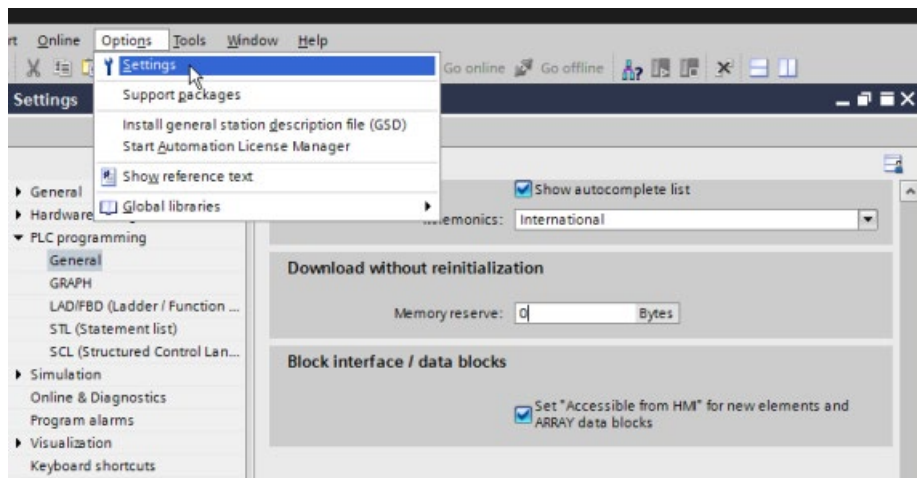 rt Online Options Tools Window Help
Settings
Go online Go offline
Settings
Support packages
Install general station description file (GSD)
Start Automation License Manager
Show reference text
Global libraries
General
Hardware
PLC programming
General
GRAPH
LAD/FBD (Ladder / Function ...
STL (Statement list)
SCL (Structured Control Lan...
Simulation
Online & Diagnostics
Program alarms
Visualization
Keyboard shortcuts
Show autocomplete list
emonics: International
Download without reinitialization
Memory reserve: 0 Bytes
Block interface / data blocks
Set "Accessible from HMI" for new elements and
ARRAY data blocks